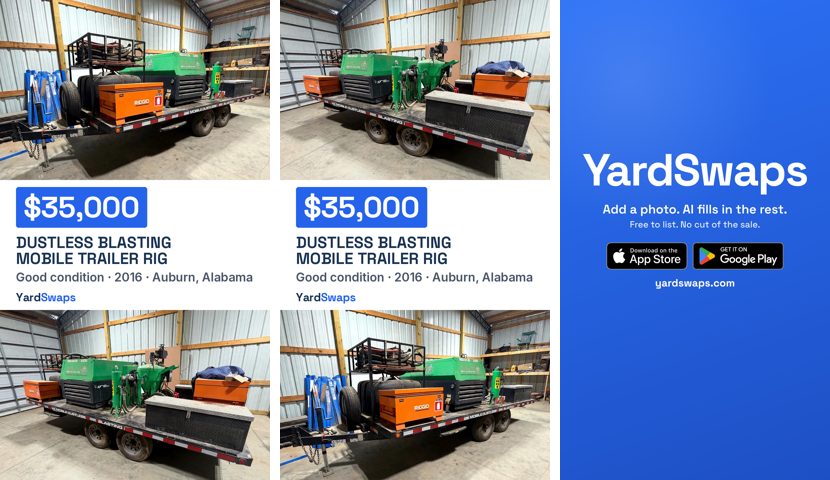 $35,000
DUSTLESS BLASTING
MOBILE TRAILER RIG
Good condition · 2016 · Auburn, Alabama
YardSwaps
$35,000
DUSTLESS BLASTING
MOBILE TRAILER RIG
Good condition · 2016 · Auburn, Alabama
YardSwaps
RIDGID
YardSwaps
Add a photo. AI fills in the rest.
Free to list. No cut of the sale.
Download on the
App Store
GET IT ON
Google Play
yardswaps.com